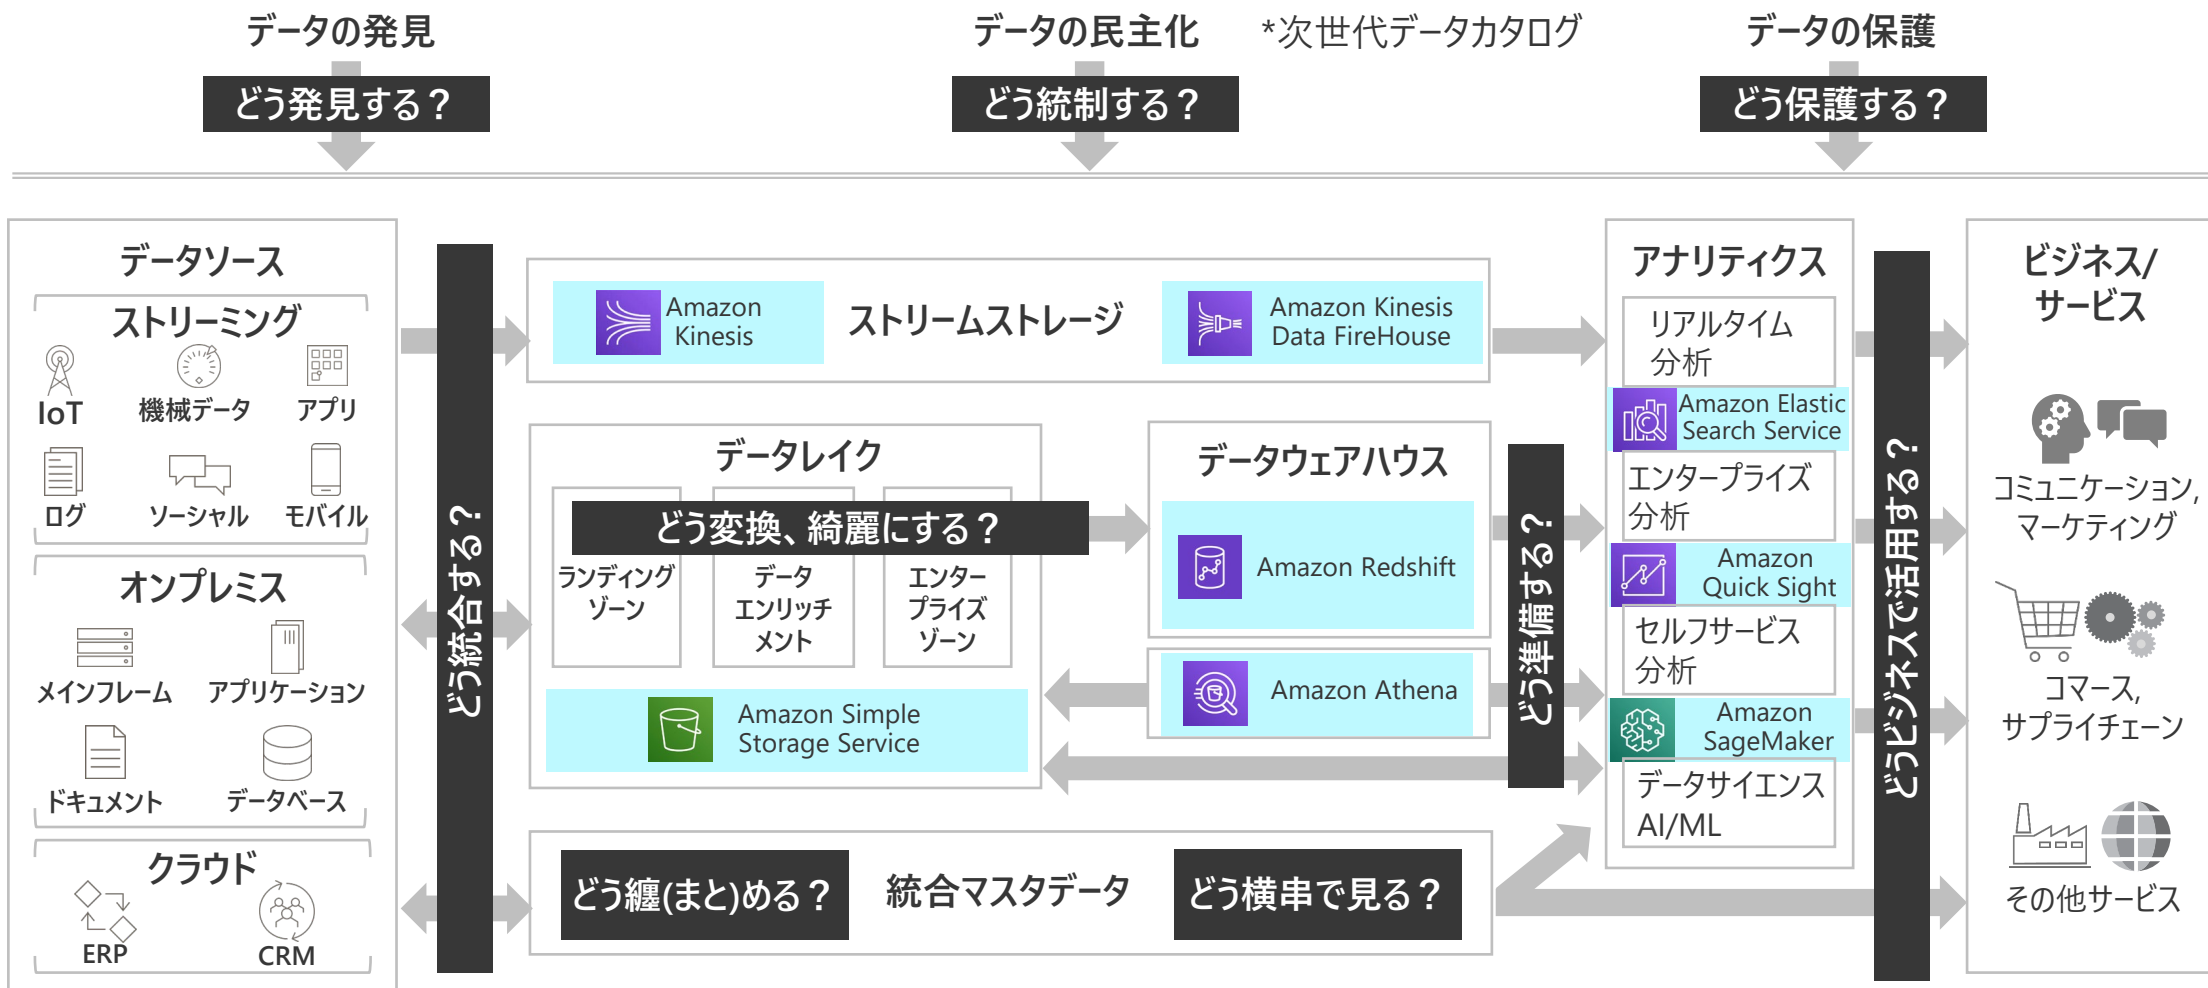 データの発見
データの民主化
*次世代データカタログ
データの保護
どう発見する？
どう統制する？
どう保護する？
データソース
ストリーミング
IoT
機械データ
アプリ
ログ
ソーシャル
モバイル
オンプレミス
メインフレーム
アプリケーション
ドキュメント
データベース
クラウド
ERP
CRM
どう統合する？
Amazon
Kinesis
ストリームストレージ
Amazon Kinesis
Data FireHouse
データレイク
どう変換、綺麗にする？
ランディング
ゾーン
データ
エンリッチ
メント
エンター
プライズ
ゾーン
Amazon Simple
Storage Service
データウェアハウス
Amazon Redshift
Amazon Athena
どう準備する？
どう纏(まと)める？
統合マスタデータ
どう横串で見る？
アナリティクス
リアルタイム
分析
Amazon Elastic
Search Service
エンタープライズ
分析
Amazon
Quick Sight
セルフサービス
分析
Amazon
SageMaker
データサイエンス
AI/ML
どうビジネスで活用する？
ビジネス/
サービス
コミュニケーション,
マーケティング
コマース,
サプライチェーン
その他サービス